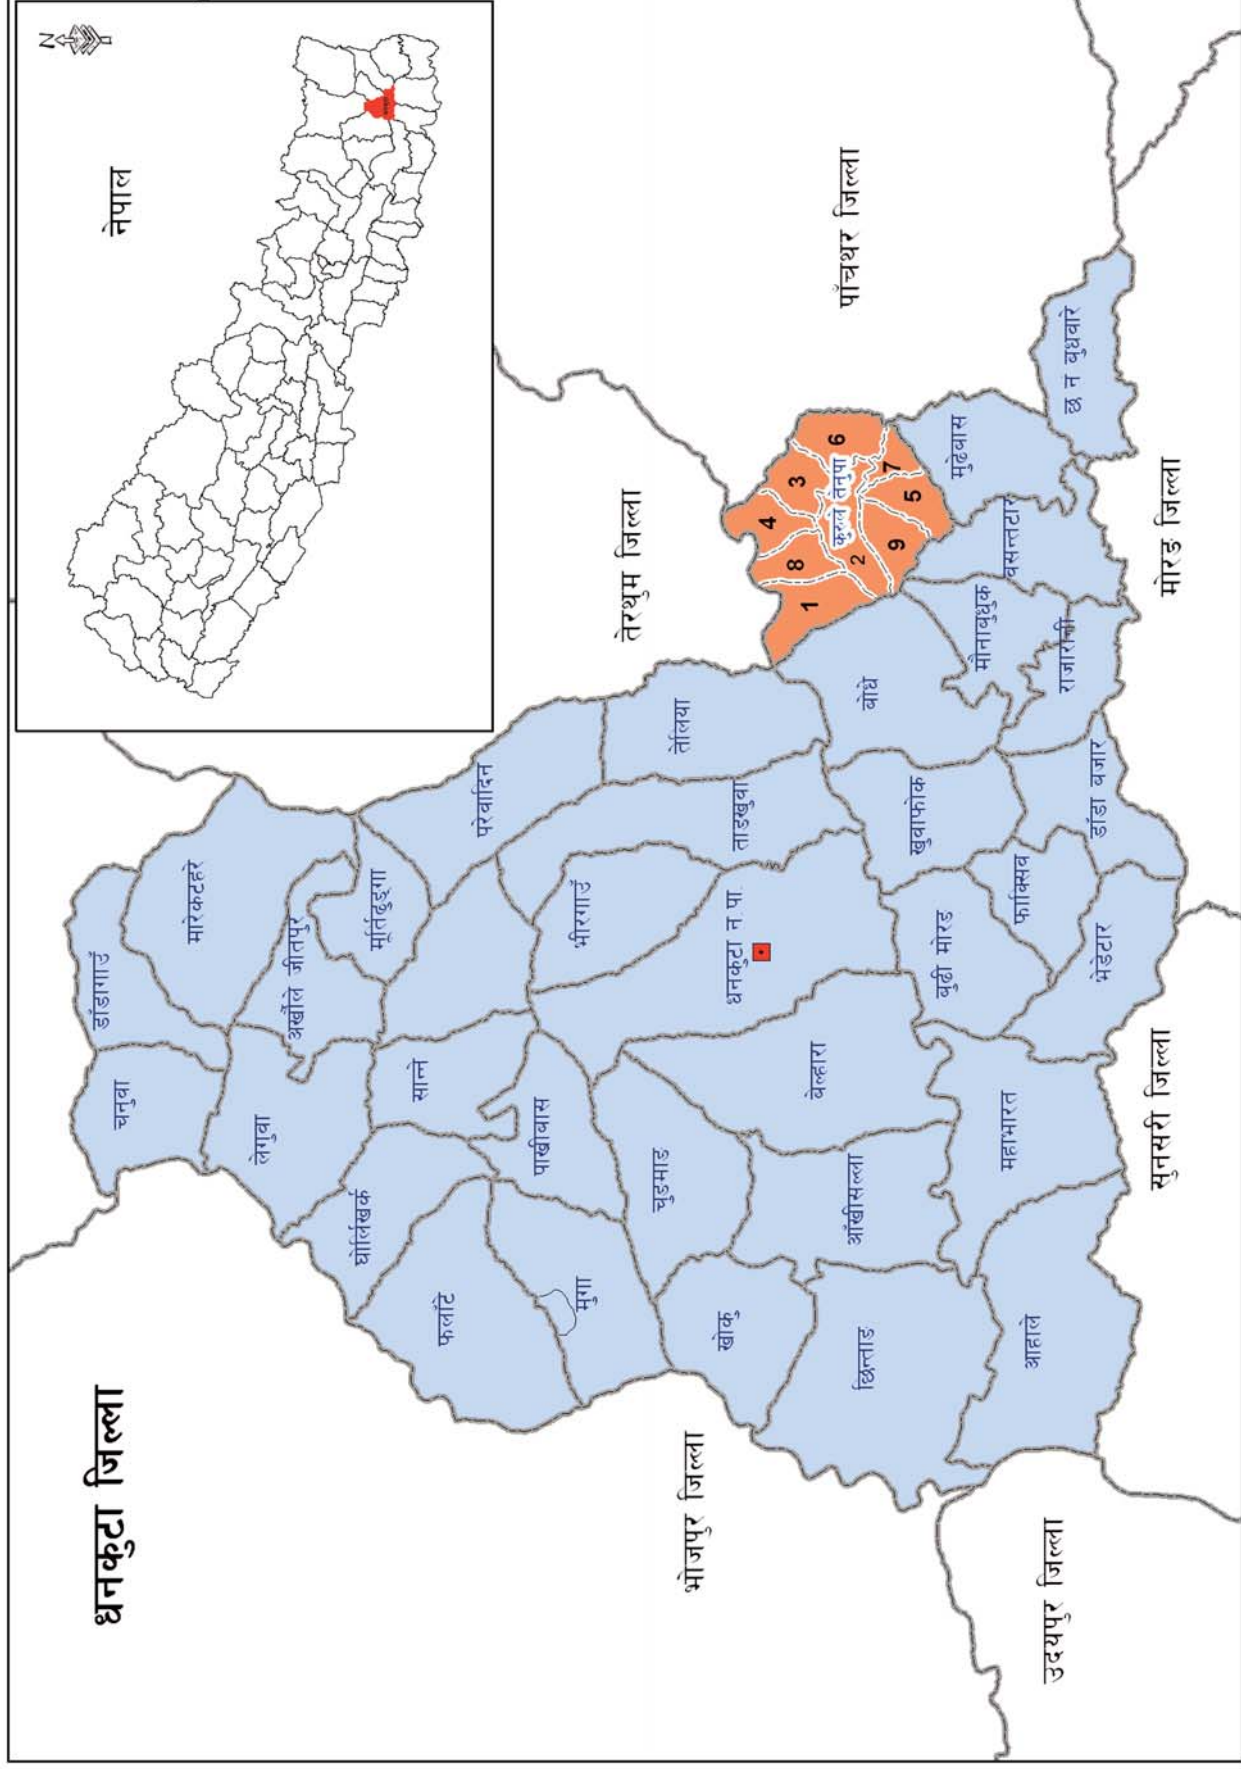 धनकुटा जिल्ला
नेपाल
N
डाँडागाउँ
चनुवा
मारेकटहरे
अर्खौले जीतपुर
लेगुवा
मूर्तिढुङ्गा
सान्ने
घोर्लिखर्क
परेवादिन
फलाँटे
पाखीबास
भीरगाउँ
मुगा
तेलिया
ताङखुवा
चुङमाङ
खोकु
धनकुटा न पा
बेल्हारा
आँखीसल्ला
छिन्ताङ
बोधे
खुवाफोक
बुढी मोरङ
महाभारत
आहाले
फाक्सिव
भेडेटार
डाँडा बजार
राजारानी
मौनाबुधुक
बसन्तटार
मुढेबास
छ न बुधबारे
कुरुले तेनुपा
1
8
4
3
6
2
9
5
7
तेरथुम जिल्ला
पाँचथर जिल्ला
भोजपुर जिल्ला
उदयपुर जिल्ला
सुनसरी जिल्ला
मोरङ जिल्ला